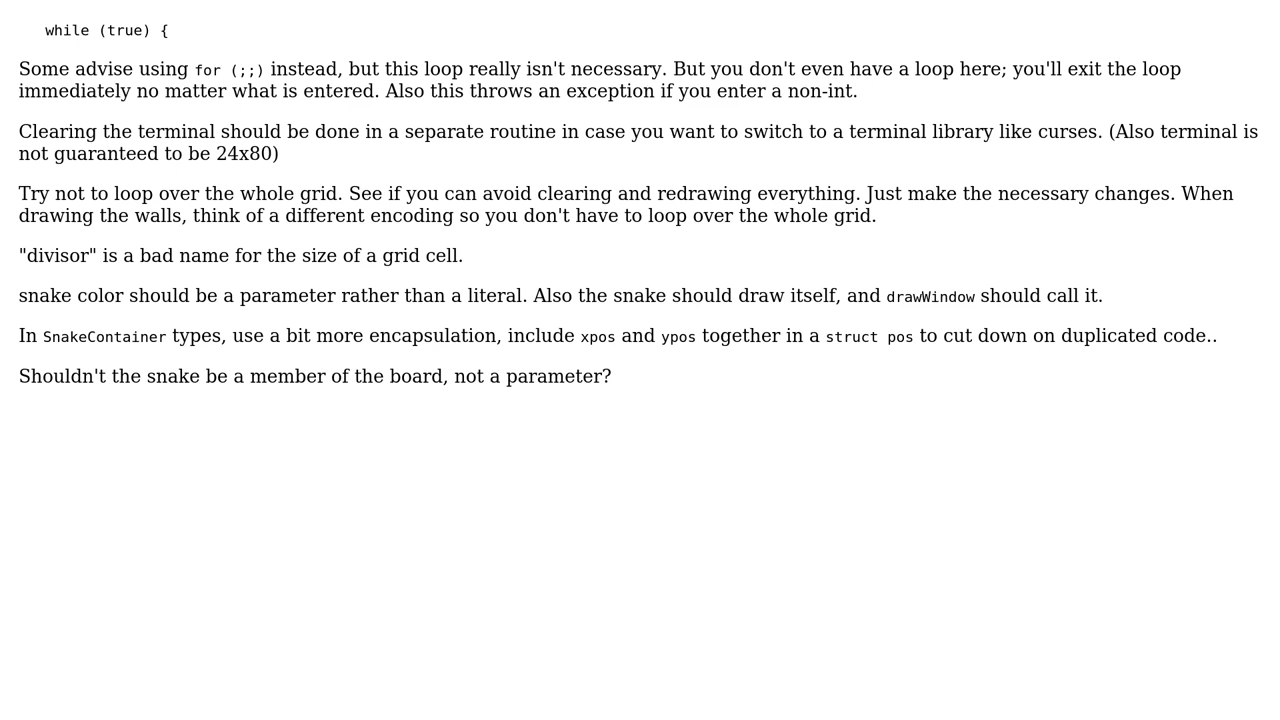 while (true) {
Some advise using for (;;) instead, but this loop really isn't necessary. But you don't even have a loop here; you'll exit the loop
immediately no matter what is entered. Also this throws an exception if you enter a non-int.
Clearing the terminal should be done in a separate routine in case you want to switch to a terminal library like curses. (Also terminal is
not guaranteed to be 24x80)
Try not to loop over the whole grid. See if you can avoid clearing and redrawing everything. Just make the necessary changes. When
drawing the walls, think of a different encoding so you don't have to loop over the whole grid.
"divisor" is a bad name for the size of a grid cell.
snake color should be a parameter rather than a literal. Also the snake should draw itself, and drawWindow should call it.
In SnakeContainer types, use a bit more encapsulation, include xpos and ypos together in a struct pos to cut down on duplicated code..
Shouldn't the snake be a member of the board, not a parameter?